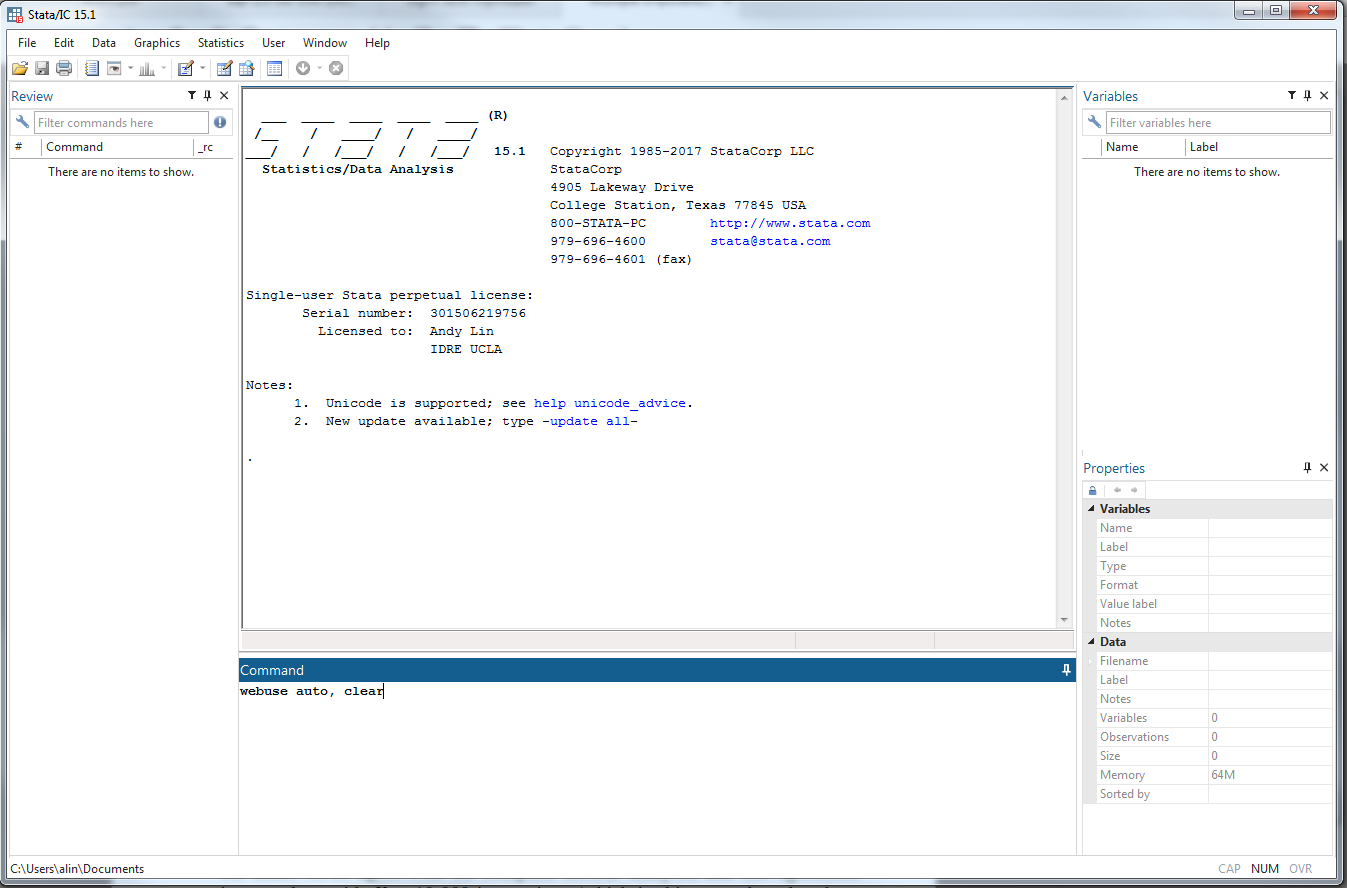 Stata/IC 15.1
File Edit Data Graphics Statistics User Window Help
Review
Filter commands here
# Command _rc
There are no items to show.
(R)
15.1 Copyright 1985-2017 StataCorp LLC
Statistics/Data Analysis StataCorp
4905 Lakeway Drive
College Station, Texas 77845 USA
800-STATA-PC http://www.stata.com
979-696-4600 stata@stata.com
979-696-4601 (fax)
Single-user Stata perpetual license:
Serial number: 301506219756
Licensed to: Andy Lin
IDRE UCLA
Notes:
1. Unicode is supported; see help unicode_advice.
2. New update available; type -update all-
.
Command
webuse auto, clear
Variables
Filter variables here
Name Label
There are no items to show.
Properties
Variables
Name
Label
Type
Format
Value label
Notes
Data
Filename
Label
Notes
Variables 0
Observations 0
Size 0
Memory 64M
Sorted by
C:\Users\alin\Documents
CAP NUM OVR